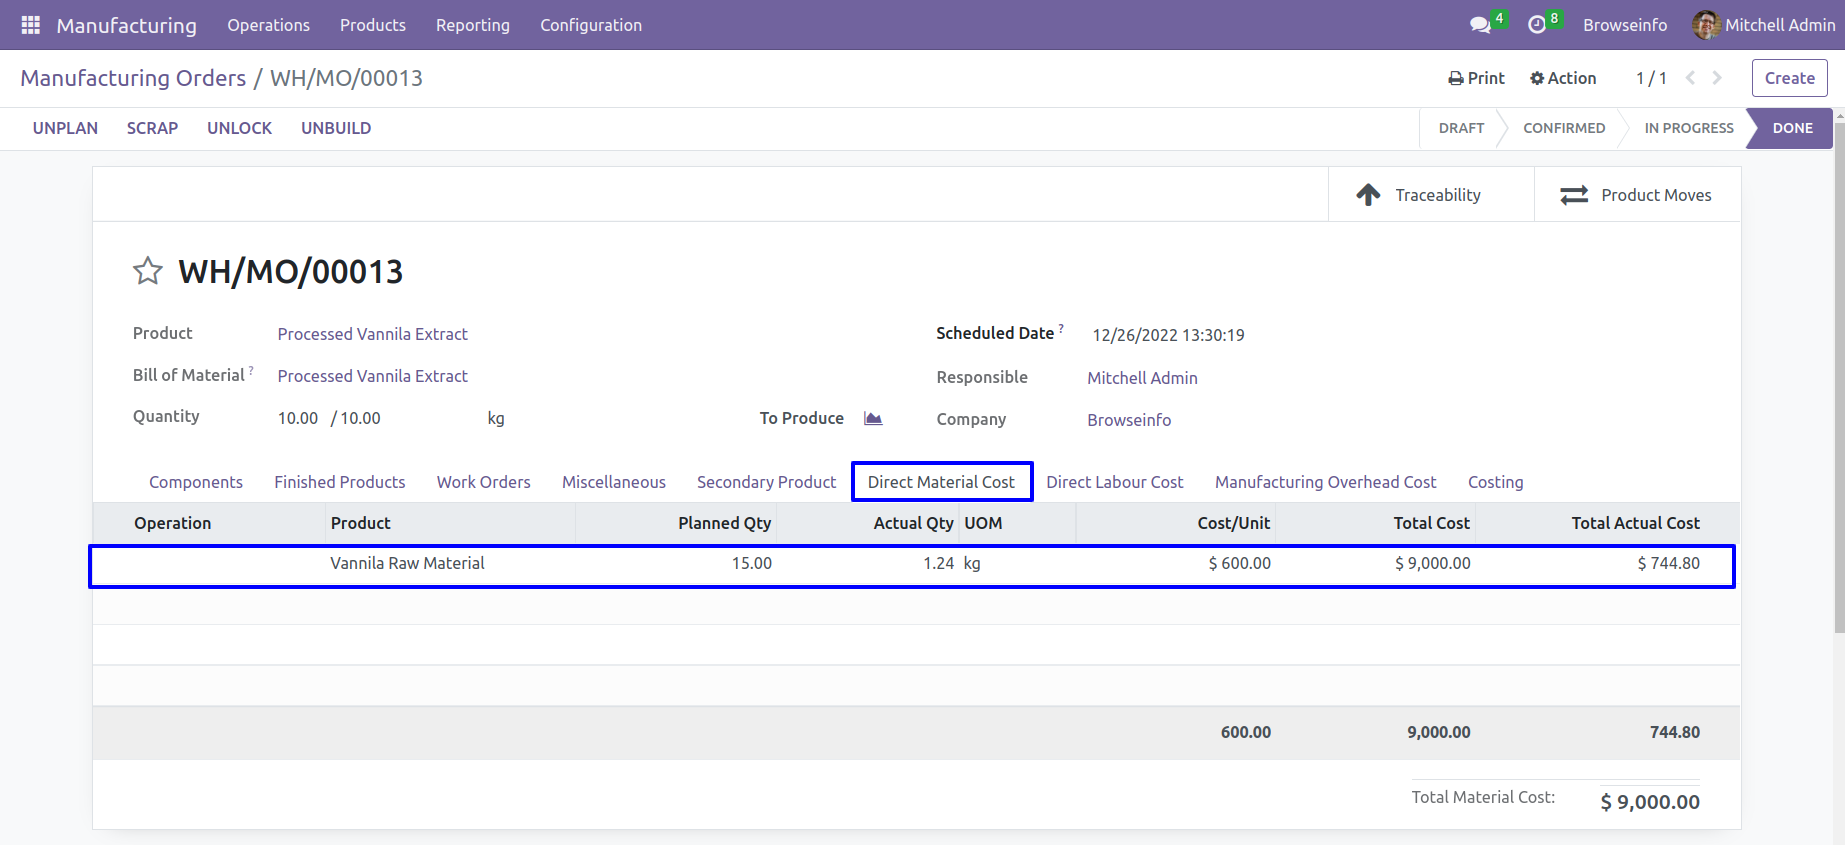 Manufacturing Operations Products Reporting Configuration 4 8 Browseinfo Mitchell Admin
Manufacturing Orders / WH/MO/00013 Print Action 1 / 1 Create
UNPLAN SCRAP UNLOCK UNBUILD DRAFT CONFIRMED IN PROGRESS DONE
Traceability Product Moves
WH/MO/00013
Product Processed Vannila Extract Scheduled Date ? 12/26/2022 13:30:19
Bill of Material ? Processed Vannila Extract Responsible Mitchell Admin
Quantity 10.00 / 10.00 kg To Produce Company Browseinfo
Components Finished Products Work Orders Miscellaneous Secondary Product Direct Material Cost Direct Labour Cost Manufacturing Overhead Cost Costing
Operation Product Planned Qty Actual Qty UOM Cost/Unit Total Cost Total Actual Cost
Vannila Raw Material 15.00 1.24 kg $ 600.00 $ 9,000.00 $ 744.80
600.00 9,000.00 744.80
Total Material Cost: $ 9,000.00